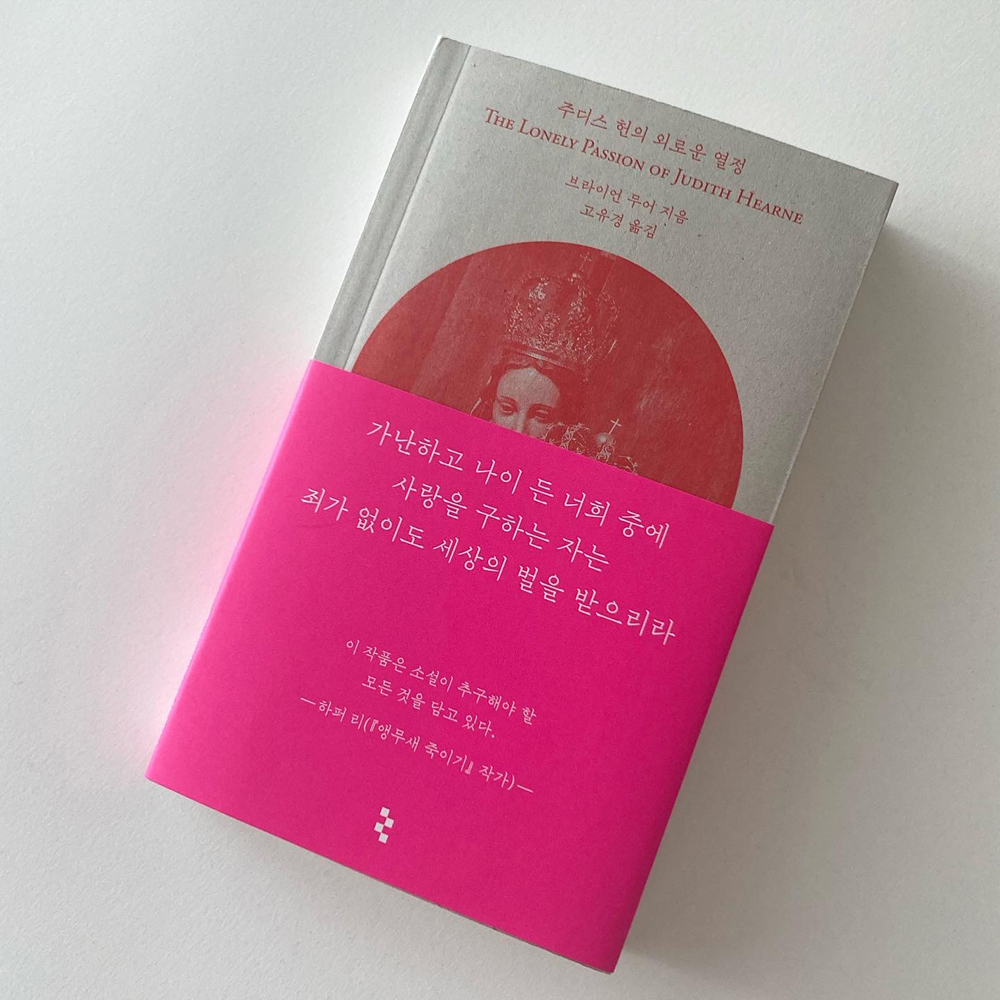 주디스 헌의 외로운 열정
THE LONELY PASSION OF JUDITH HEARNE
브라이언 무어 지음
고유경 옮김
가난하고 나이 든 너희 중에
사랑을 구하는 자는
죄가 없이도 세상의 벌을 받으리라
이 작품은 소설이 추구해야 할
모든 것을 담고 있다.
—하퍼 리(『앵무새 죽이기』 작가)—